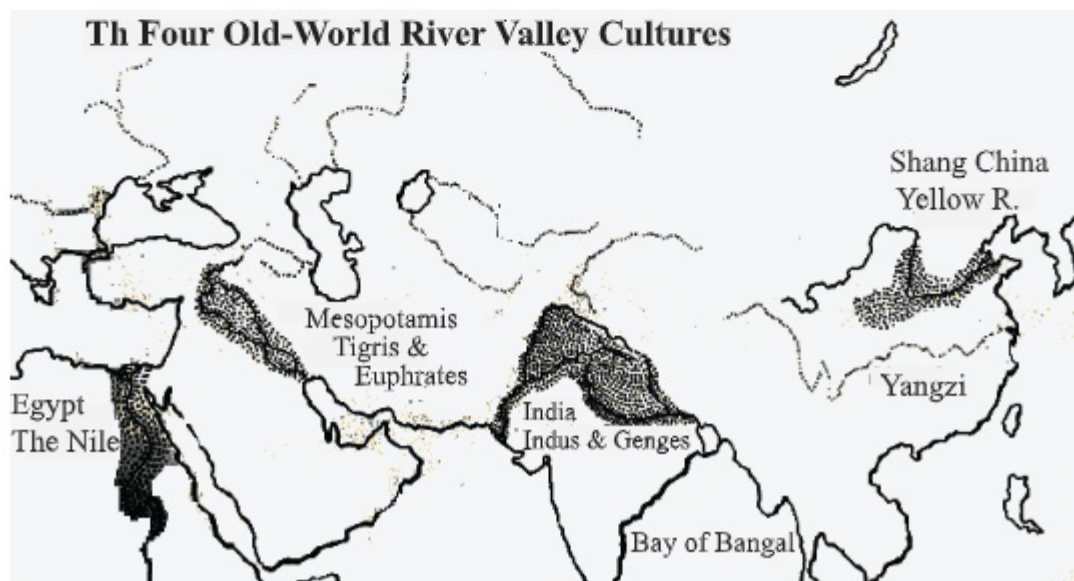 Th Four Old-World River Valley Cultures
Shang China
Yellow R.
Mesopotamis
Tigris &
Euphrates
Yangzi
Egypt
The Nile
India
Indus & Genges
Bay of Bangal